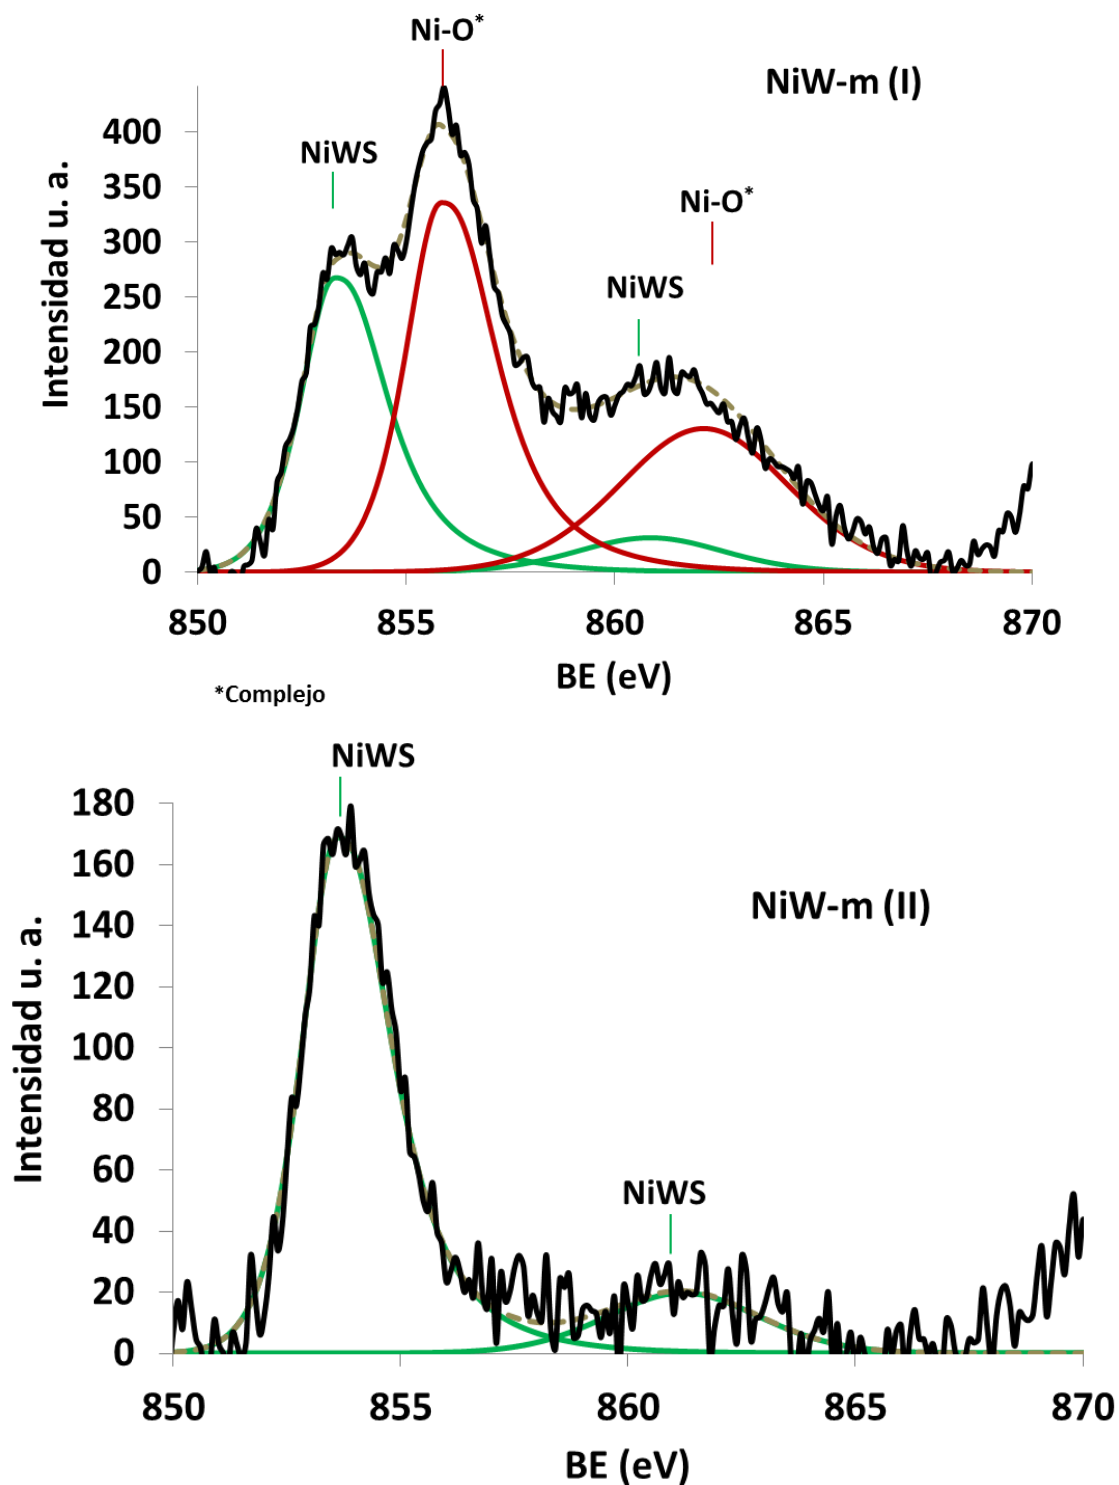 Ni-O*
NiW-m (I)
NiWS
Ni-O*
NiWS
Intensidad u. a.
400
350
300
250
200
150
100
50
0
850 855 860 865 870
BE (eV)
*Complejo
NiWS
NiW-m (II)
NiWS
Intensidad u. a.
180
160
140
120
100
80
60
40
20
0
850 855 860 865 870
BE (eV)